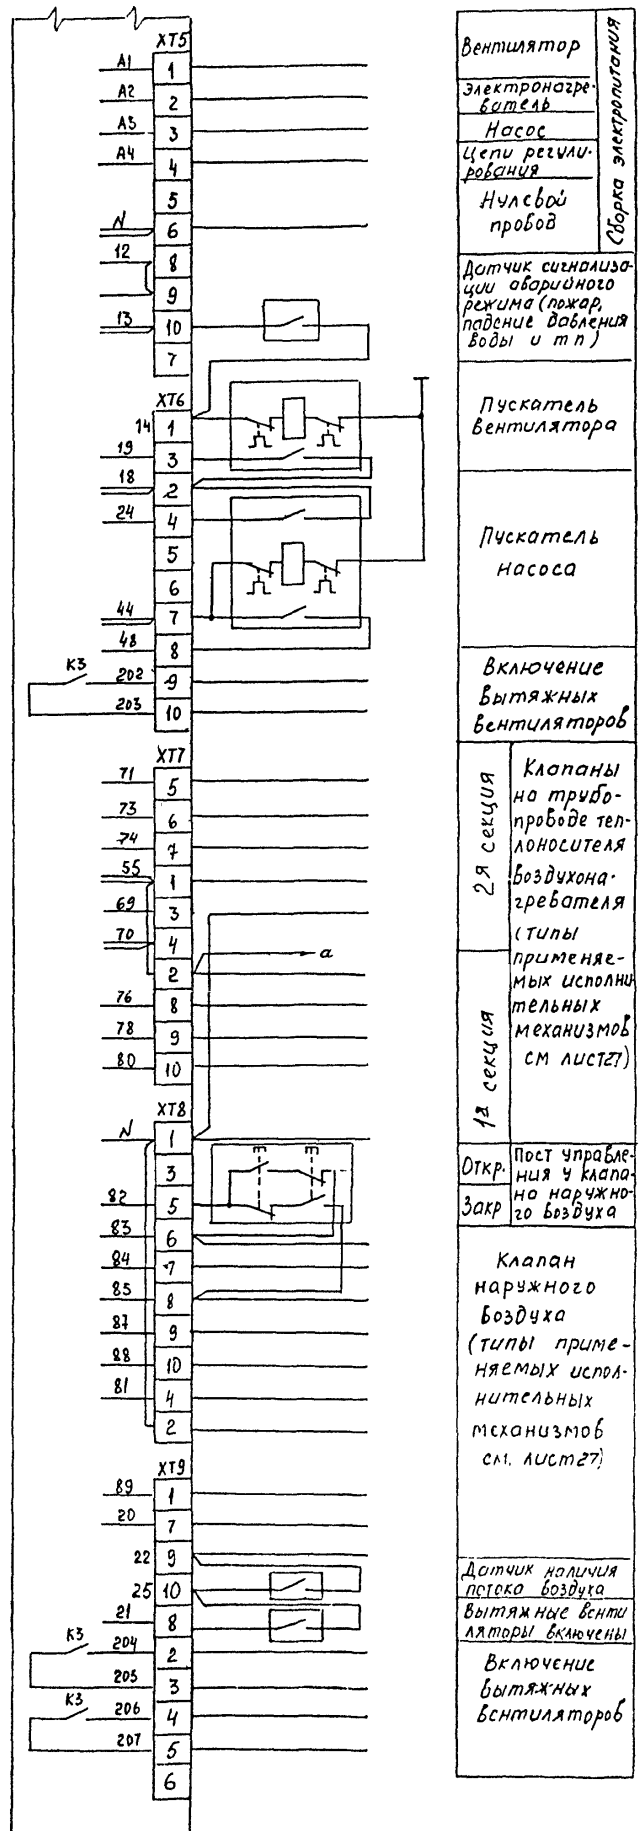 XT5
A1 1
A2 2
A3 3
A4 4
5
N 6
12 8
9
13 10
7
XT6
14 1
19 3
18 2
24 4
5
6
44 7
48 8
К3 202 9
203 10
XT7
71 5
73 6
74 7
55 1
69 3
70 4
2 a
76 8
78 9
80 10
XT8
N 1
3
82 5
83 6
84 7
85 8
87 9
88 10
81 4
2
XT9
89 1
20 7
22 9
25 10
21 8
К3 204 2
205 3
К3 206 4
207 5
6
Вентилятор
Электронагре-
ватель
Насос
Цепи регули-
рования
Нулевой
провод
Сборка электропитания
Датчик сигнализа-
ции аварийного
режима (пожар,
падение давления
воды и т п)
Пускатель
вентилятора
Пускатель
насоса
Включение
вытяжных
вентиляторов
2я секция
1я секция
Клапаны
на трубо-
проводе теп-
лоносителя
воздухона-
гревателя
(типы
применяе-
мых исполни
тельных
механизмов
см лист27)
Откр.
Закр
Пост управле-
ния у клапа-
на наружно-
го воздуха
Клапан
наружного
воздуха
(типы приме-
няемых испол-
нительных
механизмов
см. лист27)
Датчик наличия
потока воздуха
Вытяжные венти
ляторы включены
Включение
вытяжных
вентиляторов